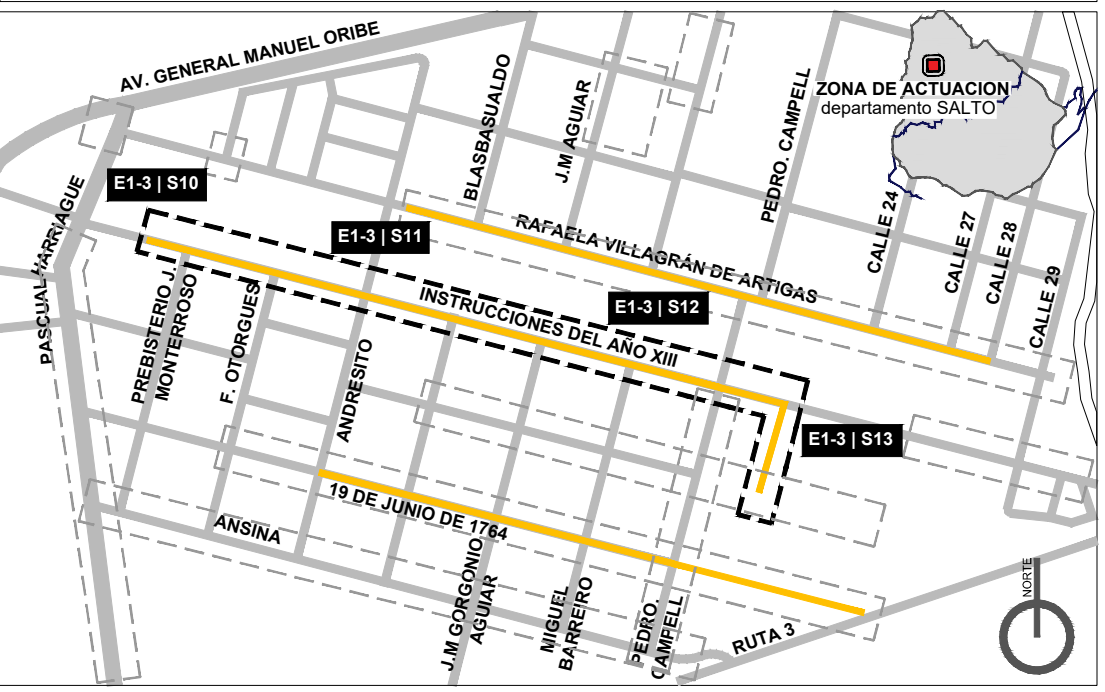 AV. GENERAL MANUEL ORIBE
BLASBASUALDO
J.M AGUIAR
PEDRO. CAMPELL
ZONA DE ACTUACION
departamento SALTO
E1-3 | S10
E1-3 | S11
RAFAELA VILLAGRÁN DE ARTIGAS
CALLE 24
CALLE 27
CALLE 28
CALLE 29
PASCUAL HARRIAGUE
PREBISTERIO J.
MONTERROSO
F. OTORGUES
ANDRESITO
INSTRUCCIONES DEL AÑO XIII
E1-3 | S12
E1-3 | S13
19 DE JUNIO DE 1764
ANSINA
J.M GORGONIO
AGUIAR
MIGUEL
BARREIRO
PEDRO.
CAMPELL
RUTA 3
NORTE